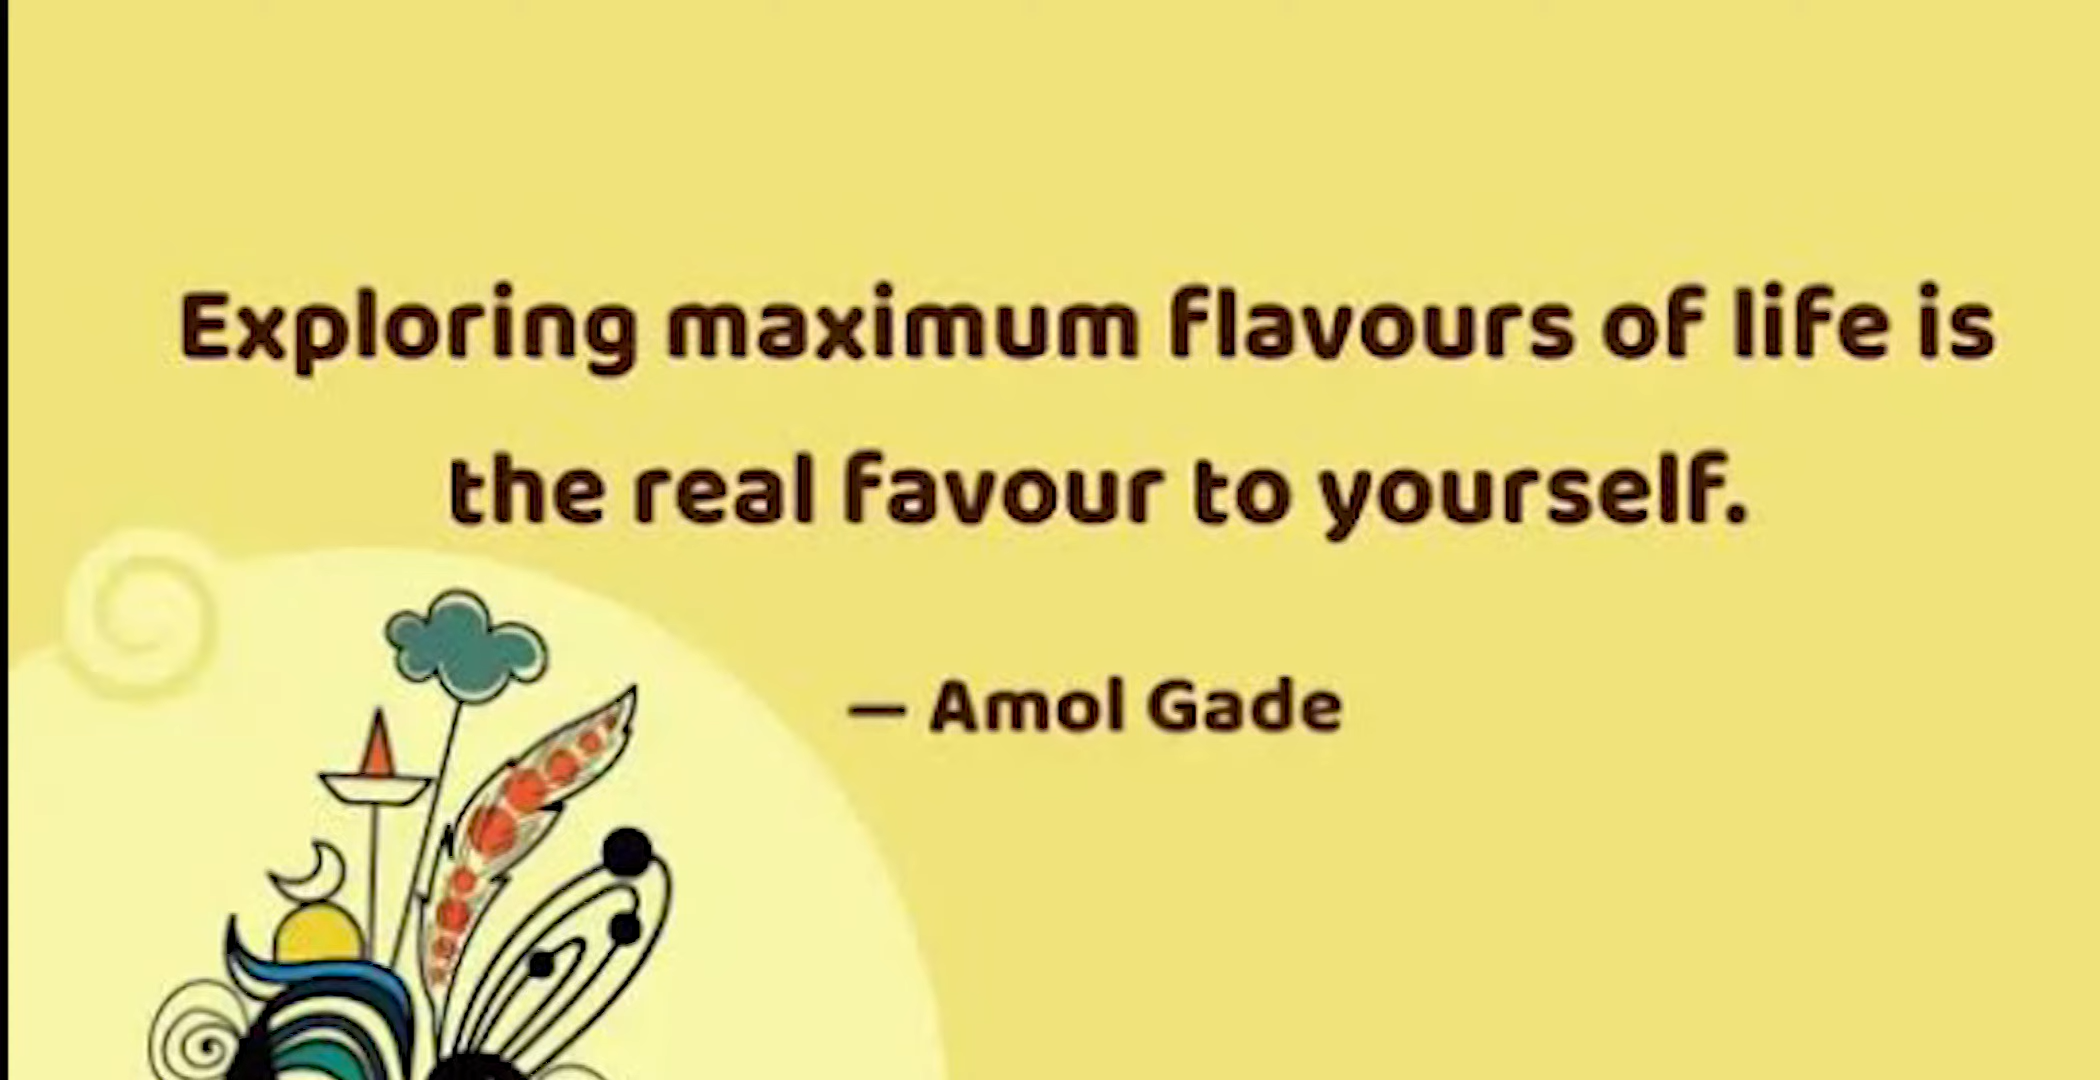 Exploring maximum flavours of life is
the real favour to yourself.
— Amol Gade